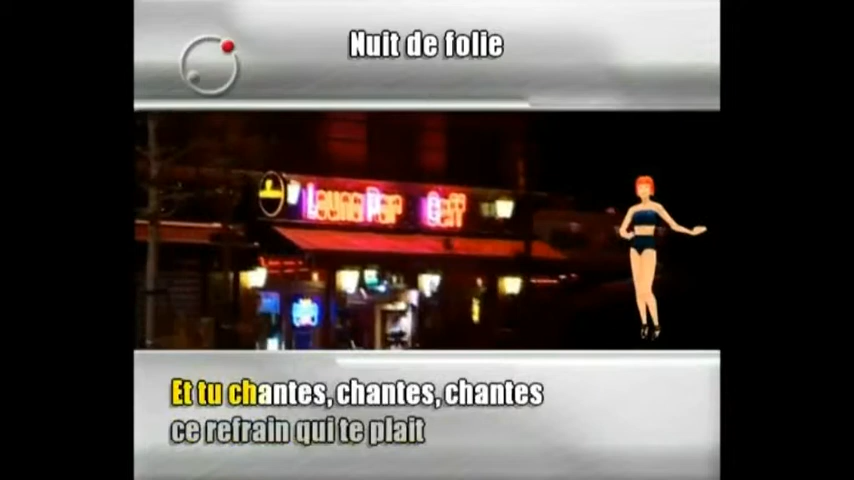 Nuit de folie
Et tu chantes, chantes, chantes
ce refrain qui te plait